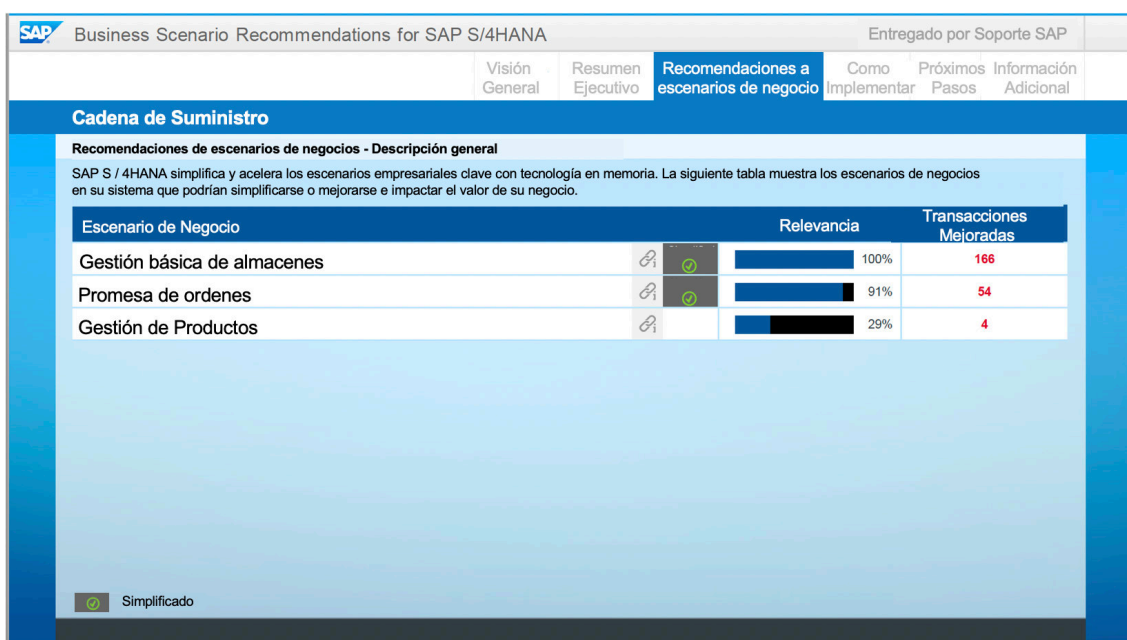 SAP Business Scenario Recommendations for SAP S/4HANA Entregado por Soporte SAP
Visión General
Resumen Ejecutivo
Recomendaciones a escenarios de negocio
Como Implementar
Próximos Pasos
Información Adicional
Cadena de Suministro
Recomendaciones de escenarios de negocios - Descripción general
SAP S / 4HANA simplifica y acelera los escenarios empresariales clave con tecnología en memoria. La siguiente tabla muestra los escenarios de negocios
en su sistema que podrían simplificarse o mejorarse e impactar el valor de su negocio.
Escenario de Negocio Relevancia Transacciones Mejoradas
Gestión básica de almacenes 100% 166
Promesa de ordenes 91% 54
Gestión de Productos 29% 4
Simplificado